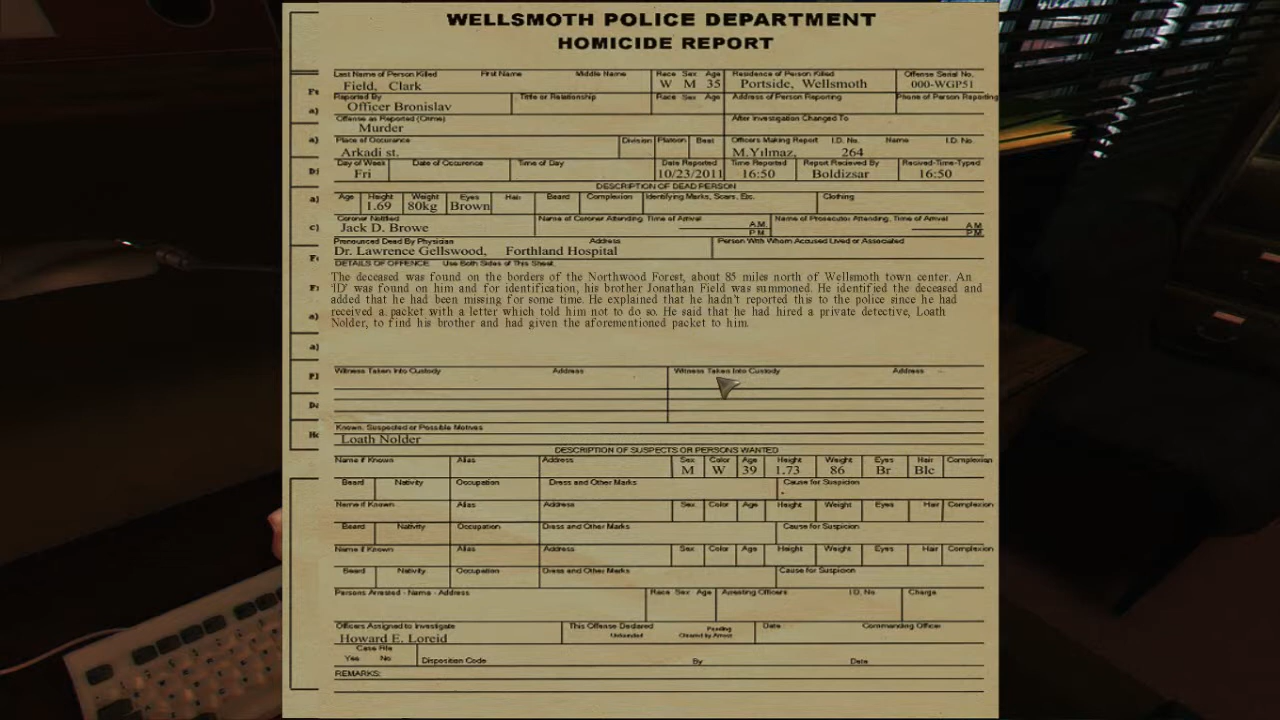 WELLSMOTH POLICE DEPARTMENT
HOMICIDE REPORT
Last Name of Person Killed First Name Middle Name Race Sex Age Residence of Person Killed Offense Serial No.
Field, Clark W M 35 Portside, Wellsmoth 000-WGP51
Reported By Title or Relationship Race Sex Age Address of Person Reporting Phone of Person Reporting
Officer Bronislav
Offense as Reported (Crime) After Investigation Changed To
Murder
Place of Occurance Division Platoon Beat Officers Making Report I.D. No. Name I.D. No.
Arkadi st. M.Yılmaz, 264
Day of Week Date of Occurence Time of Day Date Reported Time Reported Report Recieved By Recived-Time-Typed
Fri 10/23/2011 16:50 Boldizsar 16:50
DESCRIPTION OF DEAD PERSON
Age Height Weight Eyes Hair Beard Complexion Identifying Marks, Scars, Etc. Clothing
1.69 80kg Brown
Coroner Notified Name of Coroner Attending, Time of Arrival A.M. Name of Prosecutor Attending, Time of Arrival A.M.
Jack D. Browe P.M. P.M.
Pronounced Dead By Physician Address Person With Whom Accused Lived or Associated
Dr. Lawrence Gellswood, Forthland Hospital
DETAILS OF OFFENCE Use Both Sides of This Sheet
The deceased was found on the borders of the Northwood Forest, about 85 miles north of Wellsmoth town center. An
'ID' was found on him and for identification, his brother Jonathan Field was summoned. He identified the deceased and
added that he had been missing for some time. He explained that he hadn't reported this to the police since he had
received a packet with a letter which told him not to do so. He said that he had hired a private detective, Loath
Nolder, to find his brother and had given the aforementioned packet to him.
Witness Taken Into Custody Address Witness Taken Into Custody Address
Known, Suspected or Possible Motives
Loath Nolder
DESCRIPTION OF SUSPECTS OR PERSONS WANTED
Name if Known Alias Address Sex Color Age Height Weight Eyes Hair Complexion
M W 39 1.73 86 Br Blc
Beard Nativity Occupation Dress and Other Marks Cause for Suspicion
Name if Known Alias Address Sex Color Age Height Weight Eyes Hair Complexion
Beard Nativity Occupation Dress and Other Marks Cause for Suspicion
Name if Known Alias Address Sex Color Age Height Weight Eyes Hair Complexion
Beard Nativity Occupation Dress and Other Marks Cause for Suspicion
Persons Arrested - Name - Address Race Sex Age Arresting Officers I.D. No Charge
Officers Assigned to Investigate This Offense Declared Pending Date Commanding Officer
Howard E. Loreid Unfounded Cleared by Arrest
Case File
Yes No Disposition Code By Date
REMARKS: